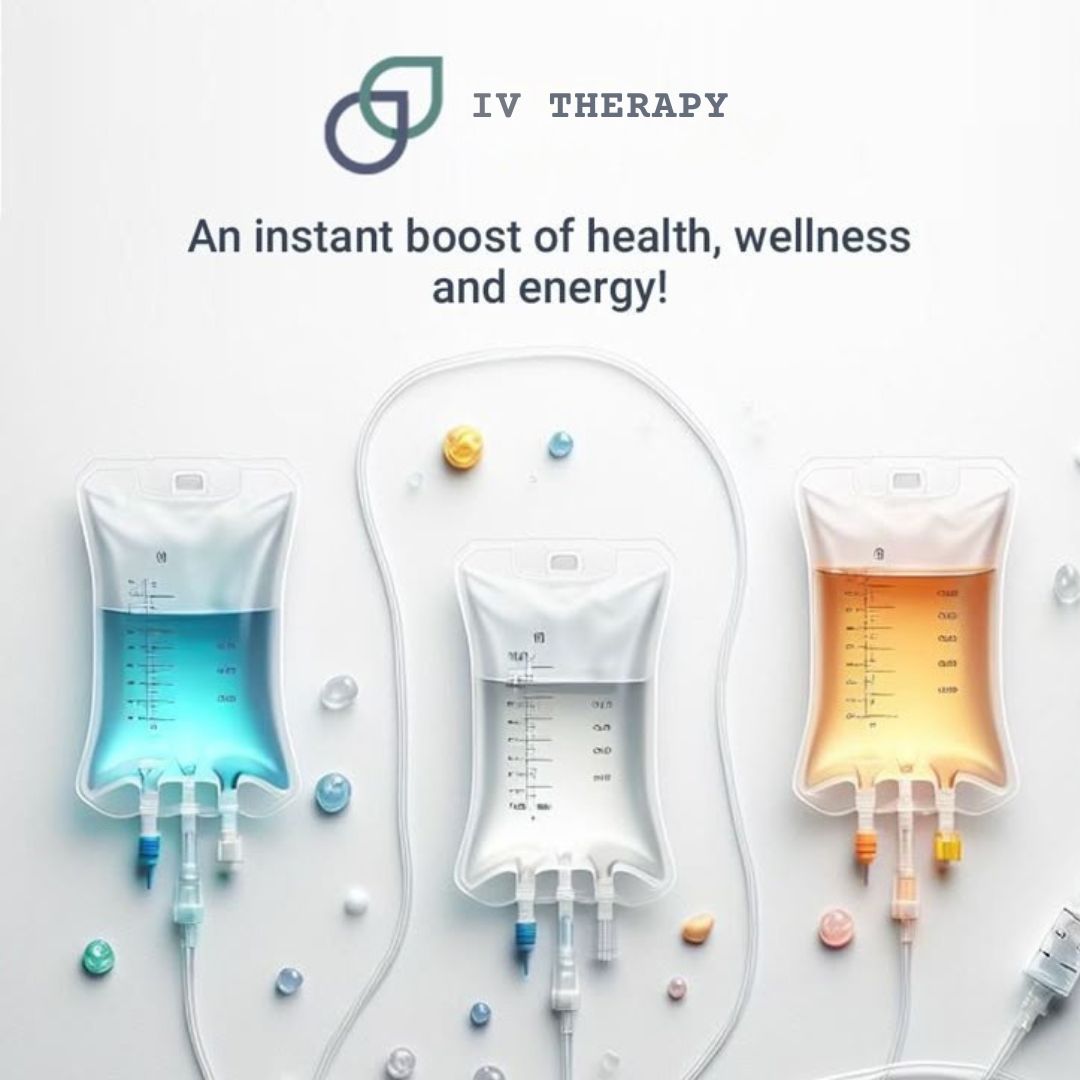 IV THERAPY
An instant boost of health, wellness
and energy!